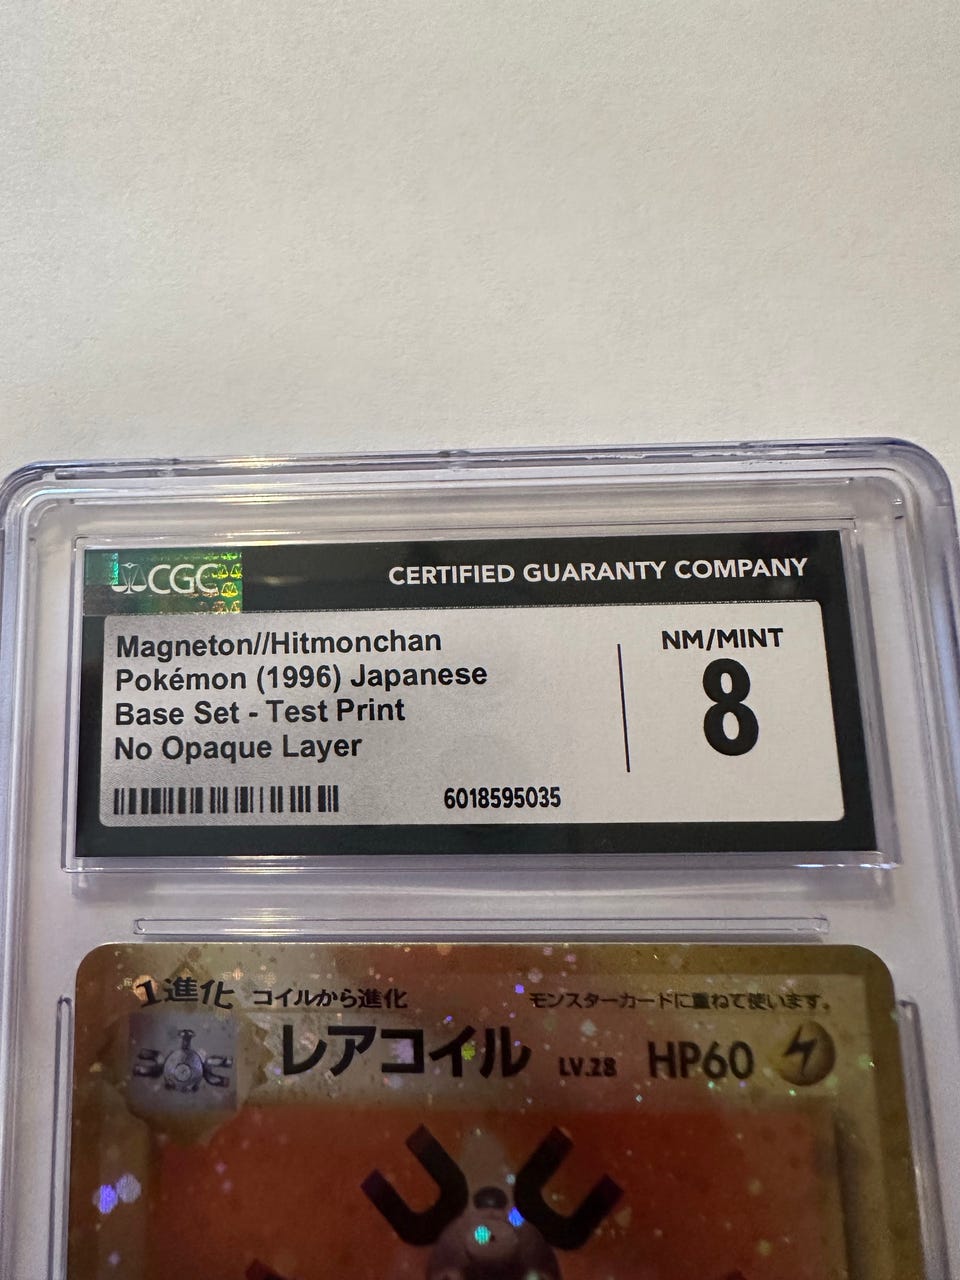 CGC
CERTIFIED GUARANTY COMPANY
Magneton//Hitmonchan
Pokémon (1996) Japanese
Base Set - Test Print
No Opaque Layer
6018595035
NM/MINT
8
1進化 コイルから進化
モンスターカードに重ねて使います。
レアコイル LV.28 HP60